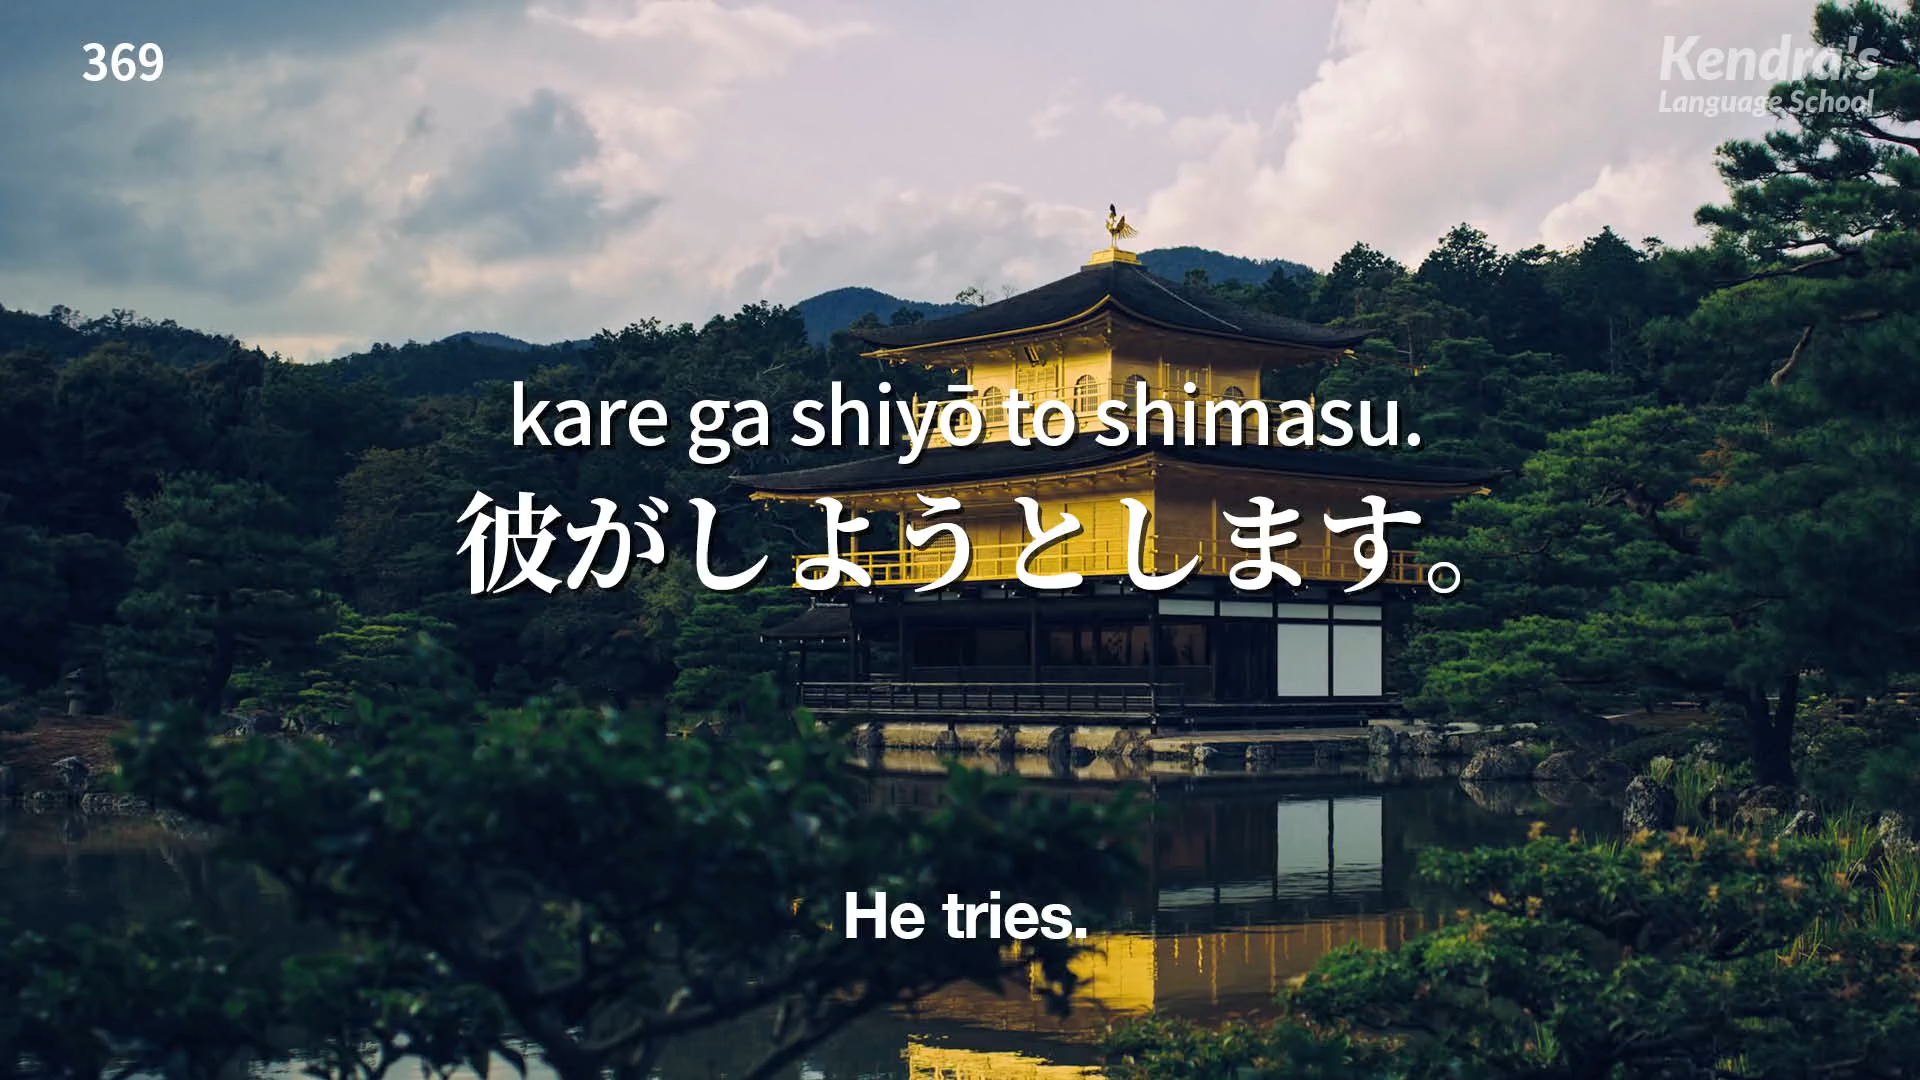 369
Kendra's
Language School
kare ga shiyō to shimasu.
彼がしようとします。
He tries.